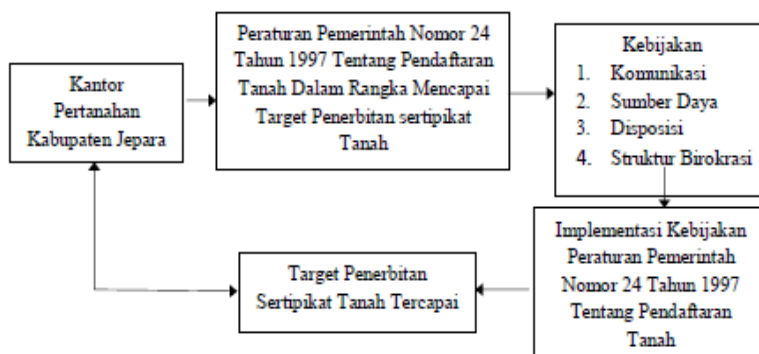 Kantor
Pertanahan
Kabupaten Jepara
Peraturan Pemerintah Nomor 24
Tahun 1997 Tentang Pendaftaran
Tanah Dalam Rangka Mencapai
Target Penerbitan sertipikat
Tanah
Kebijakan
1. Komunikasi
2. Sumber Daya
3. Disposisi
4. Struktur Birokrasi
Implementasi Kebijakan
Peraturan Pemerintah
Nomor 24 Tahun 1997
Tentang Pendaftaran
Tanah
Target Penerbitan
Sertipikat Tanah Tercapai